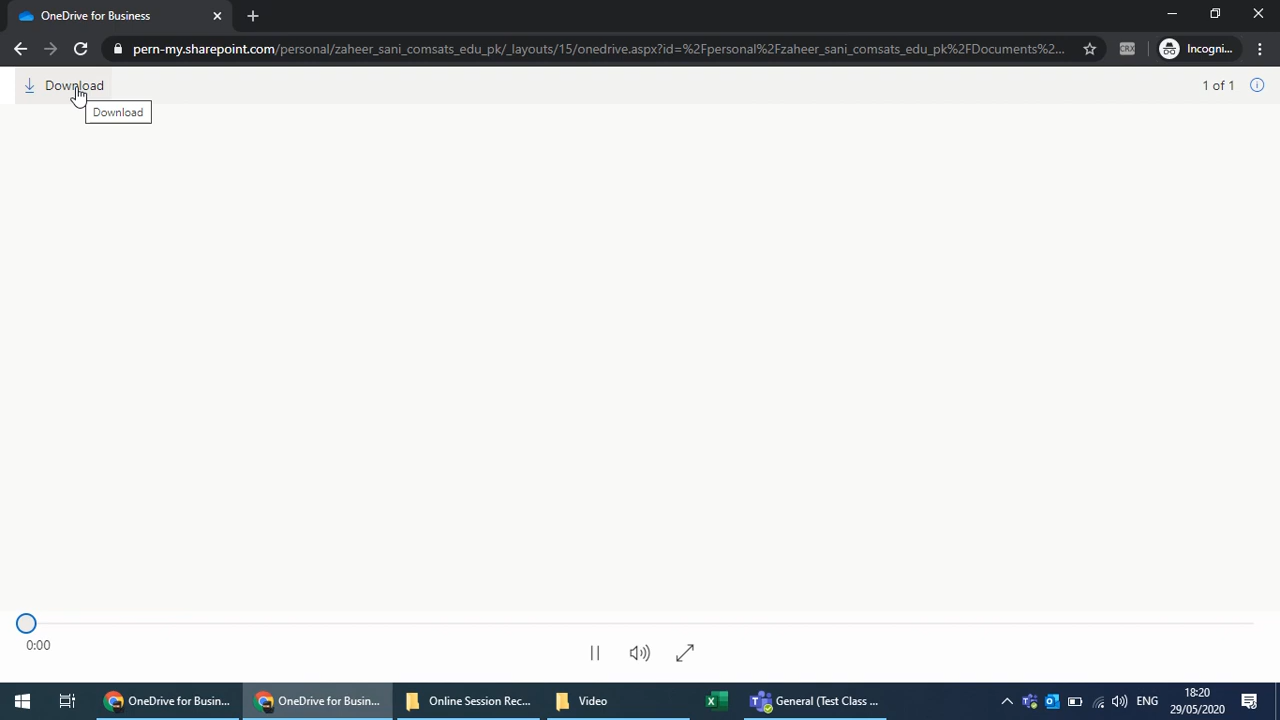 OneDrive for Business
pern-my.sharepoint.com/personal/zaheer_sani_comsats_edu_pk/_layouts/15/onedrive.aspx?id=%2Fpersonal%2Fzaheer_sani_comsats_edu_pk%2FDocuments%2...
CRX
Incogni...
Download
1 of 1
Download
0:00
OneDrive for Busin...
OneDrive for Busin...
Online Session Rec...
Video
General (Test Class ...
ENG
18:20
29/05/2020